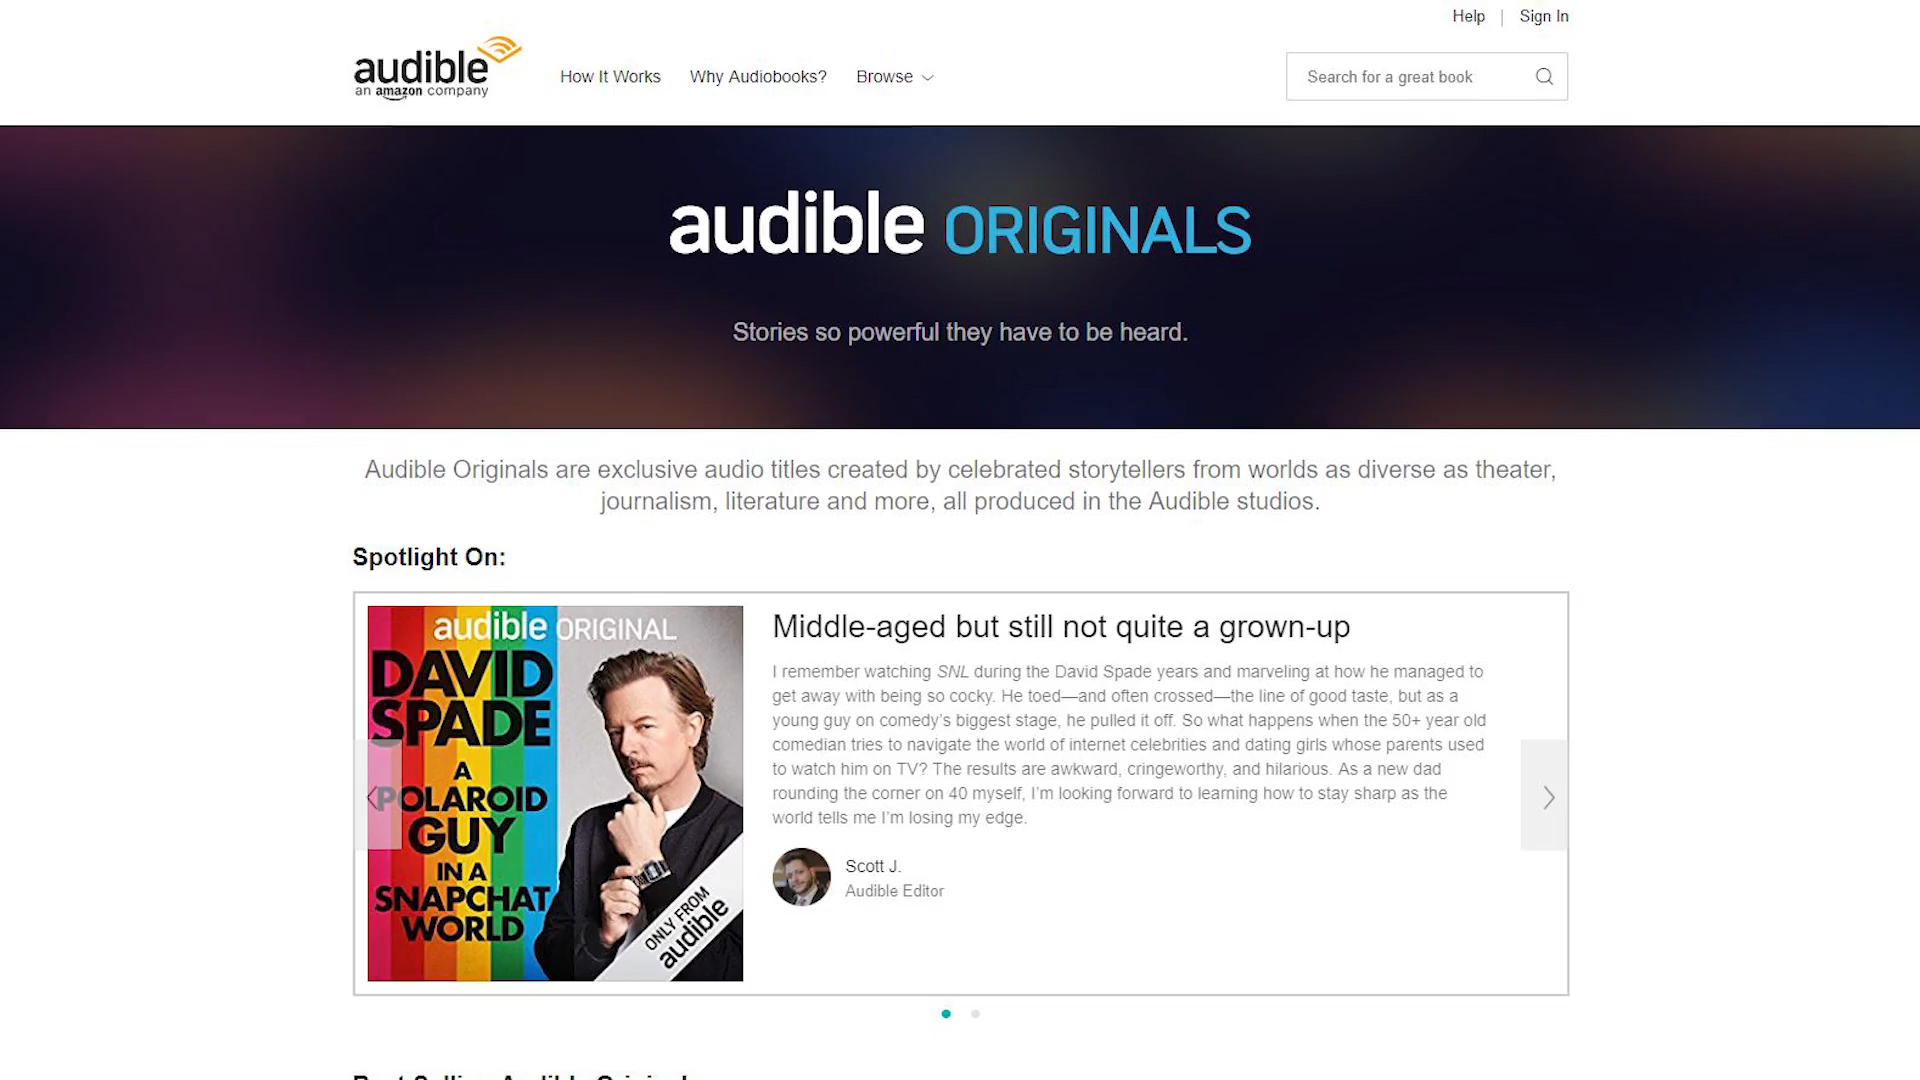 Help | Sign In
audible
an amazon company
How It Works
Why Audiobooks?
Browse
Search for a great book
audible ORIGINALS
Stories so powerful they have to be heard.
Audible Originals are exclusive audio titles created by celebrated storytellers from worlds as diverse as theater,
journalism, literature and more, all produced in the Audible studios.
Spotlight On:
audible ORIGINAL
DAVID
SPADE
A
POLAROID
GUY
IN A
SNAPCHAT
WORLD
ONLY FROM
audible
Middle-aged but still not quite a grown-up
I remember watching SNL during the David Spade years and marveling at how he managed to
get away with being so cocky. He toed—and often crossed—the line of good taste, but as a
young guy on comedy’s biggest stage, he pulled it off. So what happens when the 50+ year old
comedian tries to navigate the world of internet celebrities and dating girls whose parents used
to watch him on TV? The results are awkward, cringeworthy, and hilarious. As a new dad
rounding the corner on 40 myself, I’m looking forward to learning how to stay sharp as the
world tells me I’m losing my edge.
Scott J.
Audible Editor